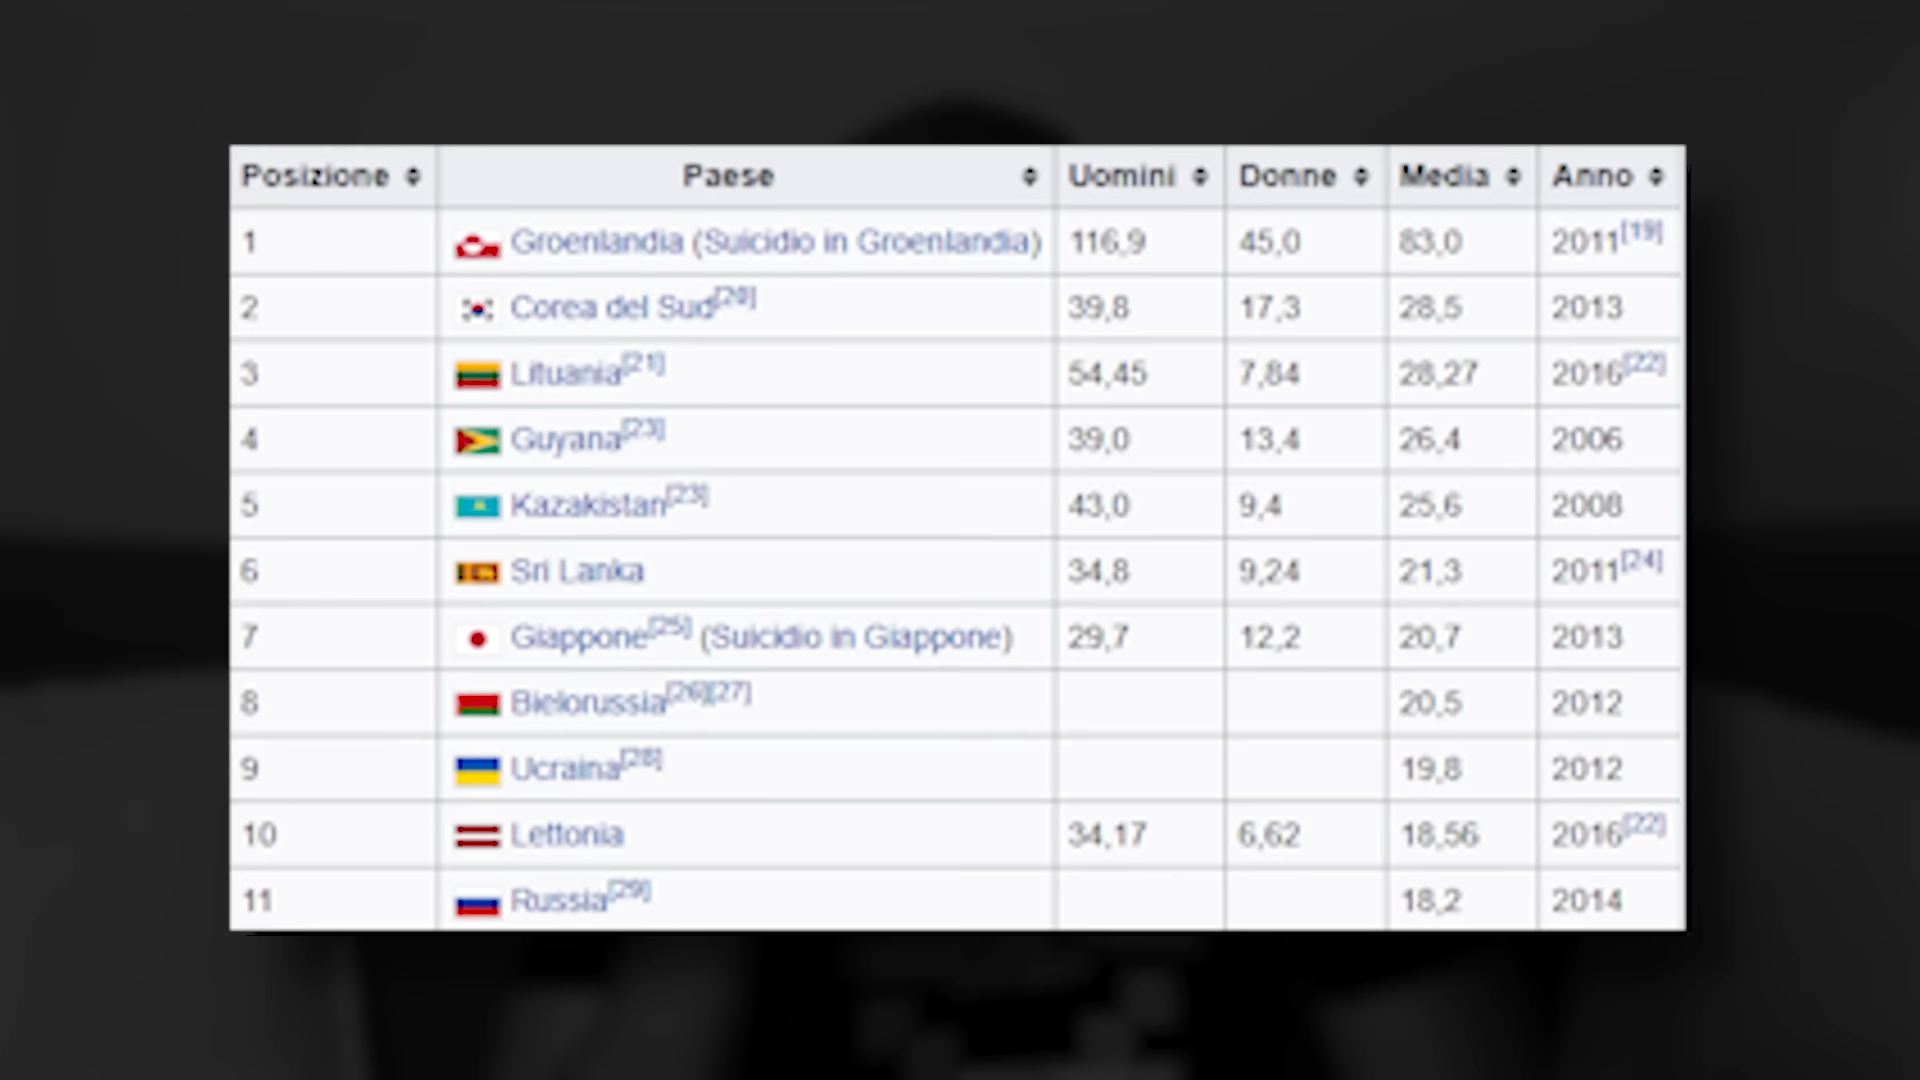 Posizione Paese Uomini Donne Media Anno
1 Groenlandia (Suicidio in Groenlandia) 116,9 45,0 83,0 2011[19]
2 Corea del Sud[20] 39,8 17,3 28,5 2013
3 Lituania[21] 54,45 7,84 28,27 2016[22]
4 Guyana[23] 39,0 13,4 26,4 2006
5 Kazakistan[23] 43,0 9,4 25,6 2008
6 Sri Lanka 34,8 9,24 21,3 2011[24]
7 Giappone[25] (Suicidio in Giappone) 29,7 12,2 20,7 2013
8 Bielorussia[26][27] 20,5 2012
9 Ucraina[28] 19,8 2012
10 Lettonia 34,17 6,62 18,56 2016[22]
11 Russia[29] 18,2 2014